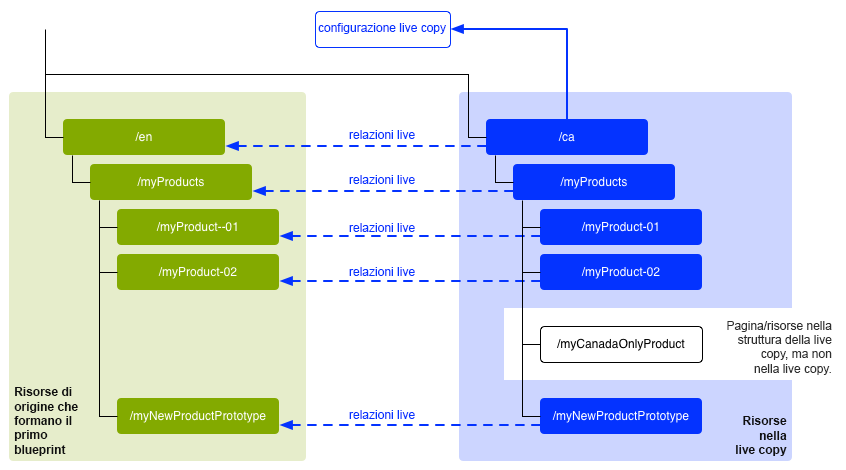 configurazione live copy
/en
relazioni live
/ca
/myProducts
relazioni live
/myProducts
/myProduct--01
relazioni live
/myProduct-01
/myProduct-02
relazioni live
/myProduct-02
/myCanadaOnlyProduct
Pagina/risorse nella
struttura della live
copy, ma non
nella live copy.
Risorse di
origine che
formano il
primo
blueprint
/myNewProductPrototype
relazioni live
/myNewProductPrototype
Risorse
nella
live copy